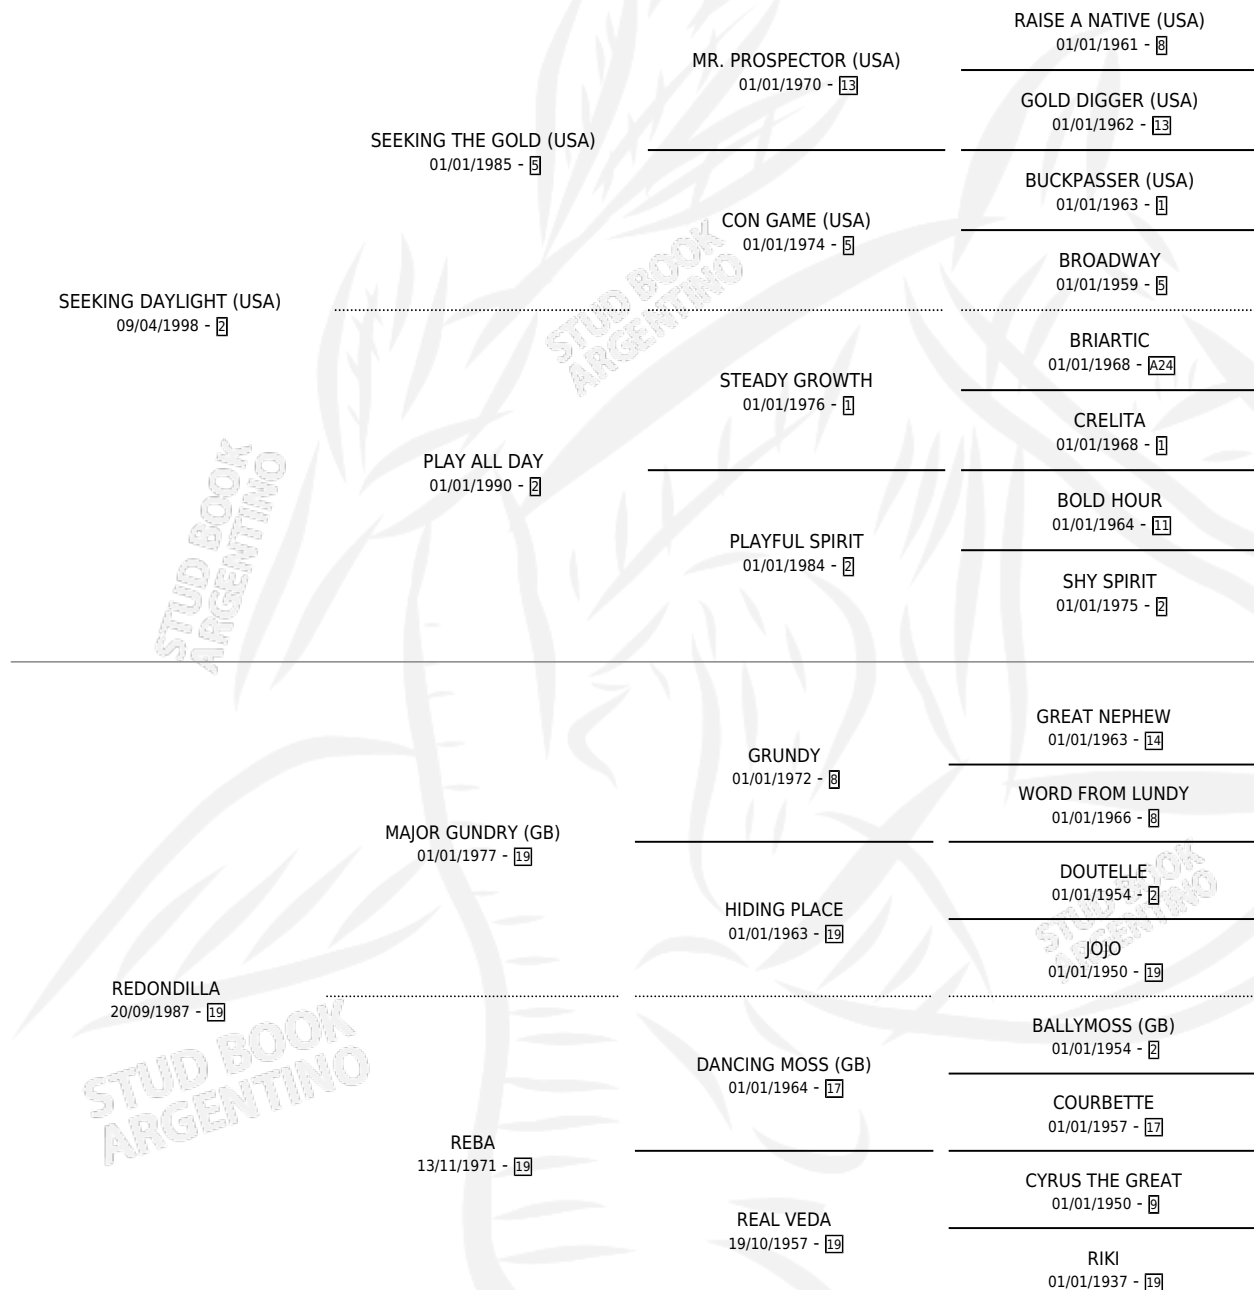 RAISE A NATIVE (USA)
01/01/1961 - 8
MR. PROSPECTOR (USA)
01/01/1970 - 13
GOLD DIGGER (USA)
01/01/1962 - 13
SEEKING THE GOLD (USA)
01/01/1985 - 5
BUCKPASSER (USA)
01/01/1963 - 1
CON GAME (USA)
01/01/1974 - 5
BROADWAY
01/01/1959 - 5
SEEKING DAYLIGHT (USA)
09/04/1998 - 2
BRIARTIC
01/01/1968 - A24
STEADY GROWTH
01/01/1976 - 1
CRELITA
01/01/1968 - 1
PLAY ALL DAY
01/01/1990 - 2
BOLD HOUR
01/01/1964 - 11
PLAYFUL SPIRIT
01/01/1984 - 2
SHY SPIRIT
01/01/1975 - 2
GREAT NEPHEW
01/01/1963 - 14
GRUNDY
01/01/1972 - 8
WORD FROM LUNDY
01/01/1966 - 8
MAJOR GUNDRY (GB)
01/01/1977 - 19
DOUTELLE
01/01/1954 - 2
HIDING PLACE
01/01/1963 - 19
JOJO
01/01/1950 - 19
REDONDILLA
20/09/1987 - 19
BALLYMOSS (GB)
01/01/1954 - 2
DANCING MOSS (GB)
01/01/1964 - 17
COURBETTE
01/01/1957 - 17
REBA
13/11/1971 - 19
CYRUS THE GREAT
01/01/1950 - 9
REAL VEDA
19/10/1957 - 19
RIKI
01/01/1937 - 19
STUD BOOK
ARGENTINO
STUD BOOK
ARGENTINO
STUD BOOK
ARGENTINO
STUD BOOK
ARGENTINO